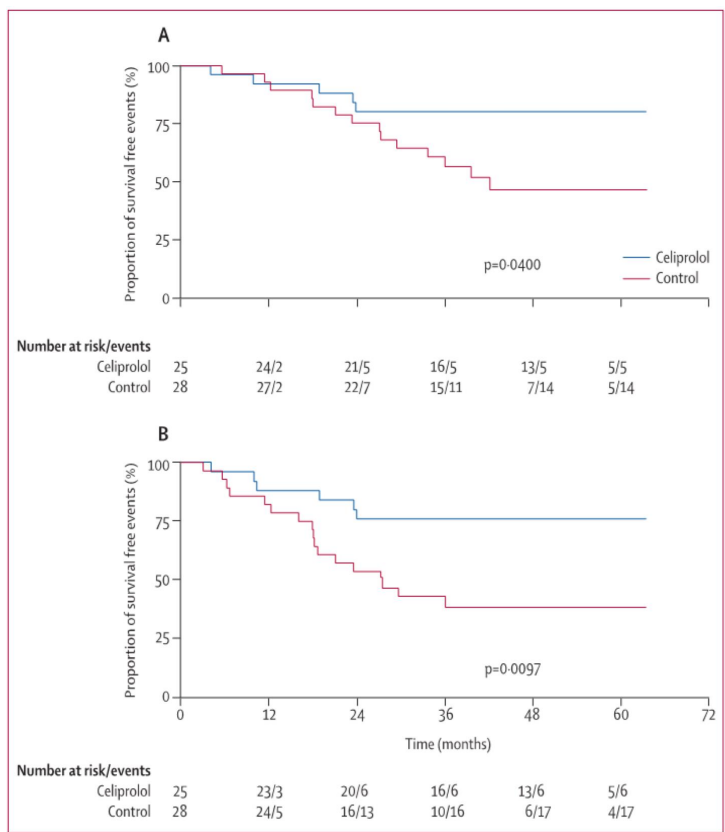 A
Proportion of survival free events (%)
100
75
50
25
0
p=0·0400
Celiprolol
Control
Number at risk/events
Celiprolol 25 24/2 21/5 16/5 13/5 5/5
Control 28 27/2 22/7 15/11 7/14 5/14
B
Proportion of survival free events (%)
100
75
50
25
0
p=0·0097
0 12 24 36 48 60 72
Time (months)
Number at risk/events
Celiprolol 25 23/3 20/6 16/6 13/6 5/6
Control 28 24/5 16/13 10/16 6/17 4/17